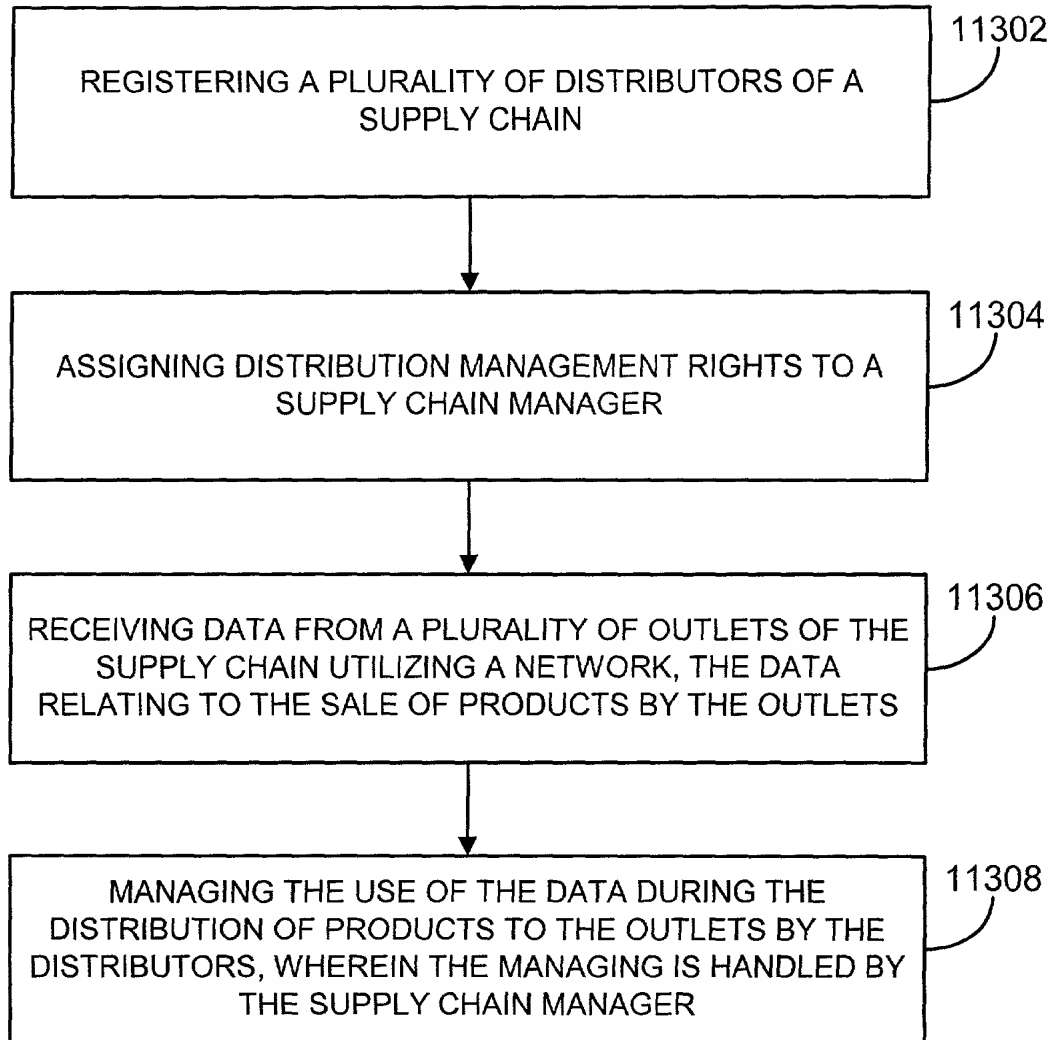 11302
REGISTERING A PLURALITY OF DISTRIBUTORS OF A
SUPPLY CHAIN
11304
ASSIGNING DISTRIBUTION MANAGEMENT RIGHTS TO A
SUPPLY CHAIN MANAGER
11306
RECEIVING DATA FROM A PLURALITY OF OUTLETS OF THE
SUPPLY CHAIN UTILIZING A NETWORK, THE DATA
RELATING TO THE SALE OF PRODUCTS BY THE OUTLETS
11308
MANAGING THE USE OF THE DATA DURING THE
DISTRIBUTION OF PRODUCTS TO THE OUTLETS BY THE
DISTRIBUTORS, WHEREIN THE MANAGING IS HANDLED BY
THE SUPPLY CHAIN MANAGER